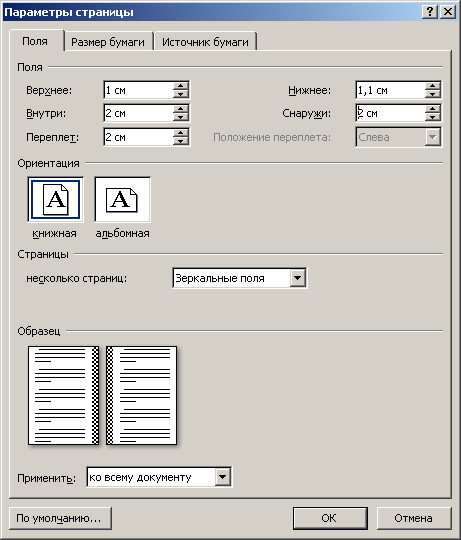 Параметры страницы
Поля Размер бумаги Источник бумаги
Поля
Верхнее: 1 см Нижнее: 1,1 см
Внутри: 2 см Снаружи: 2 см
Переплет: 2 см Положение переплета: Слева
Ориентация
A A
книжная альбомная
Страницы
несколько страниц: Зеркальные поля
Образец
Применить: ко всему документу
По умолчанию... ОК Отмена